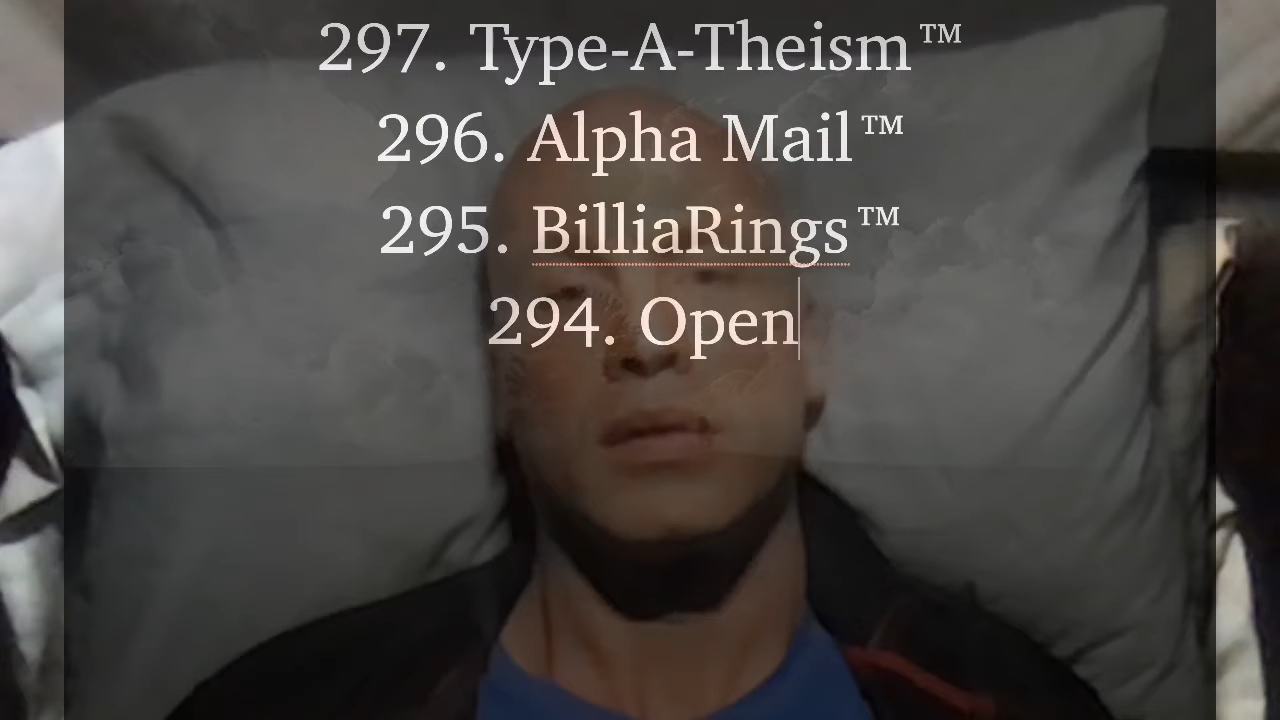 297. Type-A-Theism™
296. Alpha Mail™
295. BilliaRings™
294. Open